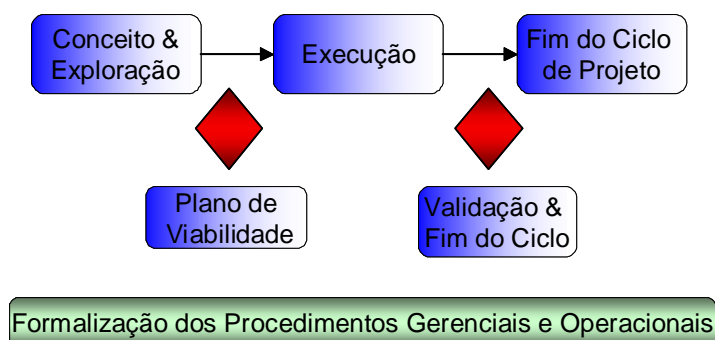 Conceito &
Exploração
Execução
Fim do Ciclo
de Projeto
Plano de
Viabilidade
Validação &
Fim do Ciclo
Formalização dos Procedimentos Gerenciais e Operacionais